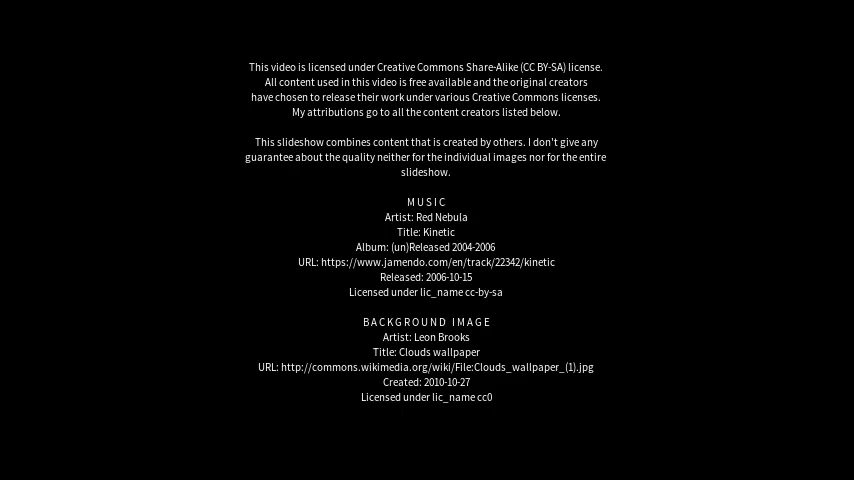 This video is licensed under Creative Commons Share-Alike (CC BY-SA) license.
All content used in this video is free available and the original creators
have chosen to release their work under various Creative Commons licenses.
My attributions go to all the content creators listed below.
This slideshow combines content that is created by others. I don't give any
guarantee about the quality neither for the individual images nor for the entire
slideshow.
M U S I C
Artist: Red Nebula
Title: Kinetic
Album: (un)Released 2004-2006
URL: https://www.jamendo.com/en/track/22342/kinetic
Released: 2006-10-15
Licensed under lic_name cc-by-sa
B A C K G R O U N D   I M A G E
Artist: Leon Brooks
Title: Clouds wallpaper
URL: http://commons.wikimedia.org/wiki/File:Clouds_wallpaper_(1).jpg
Created: 2010-10-27
Licensed under lic_name cc0